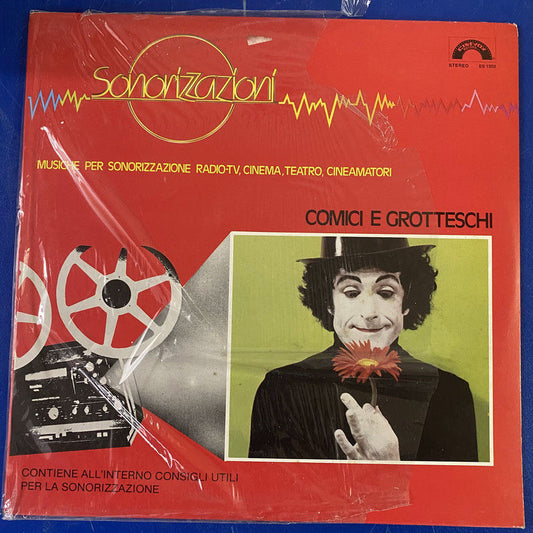 Sonorizzazioni
CINEVOX
STEREO
MUSICHE PER SONORIZZAZIONE RADIO-TV, CINEMA, TEATRO, CINEAMATORI
COMICI E GROTTESCHI
CONTIENE ALL'INTERNO CONSIGLI UTILI
PER LA SONORIZZAZIONE